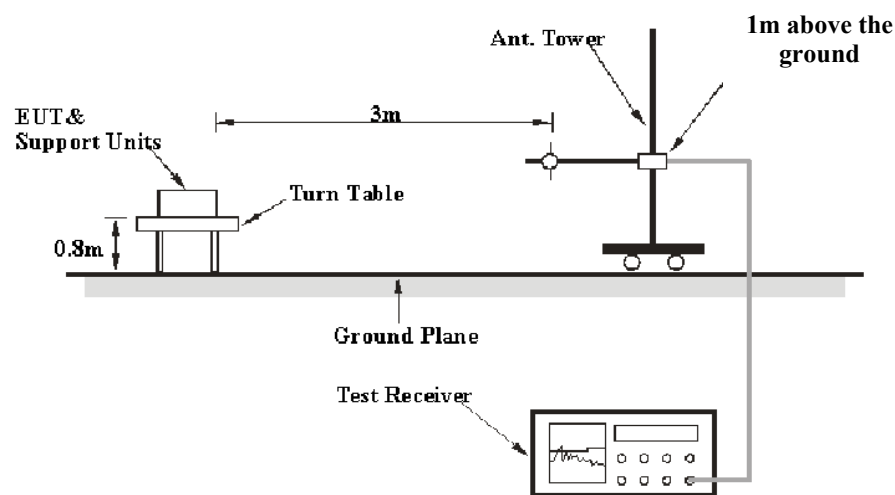 1m above the
ground
Ant. Tower
3m
EUT&
Support Units
Turn Table
0.8m
Ground Plane
Test Receiver